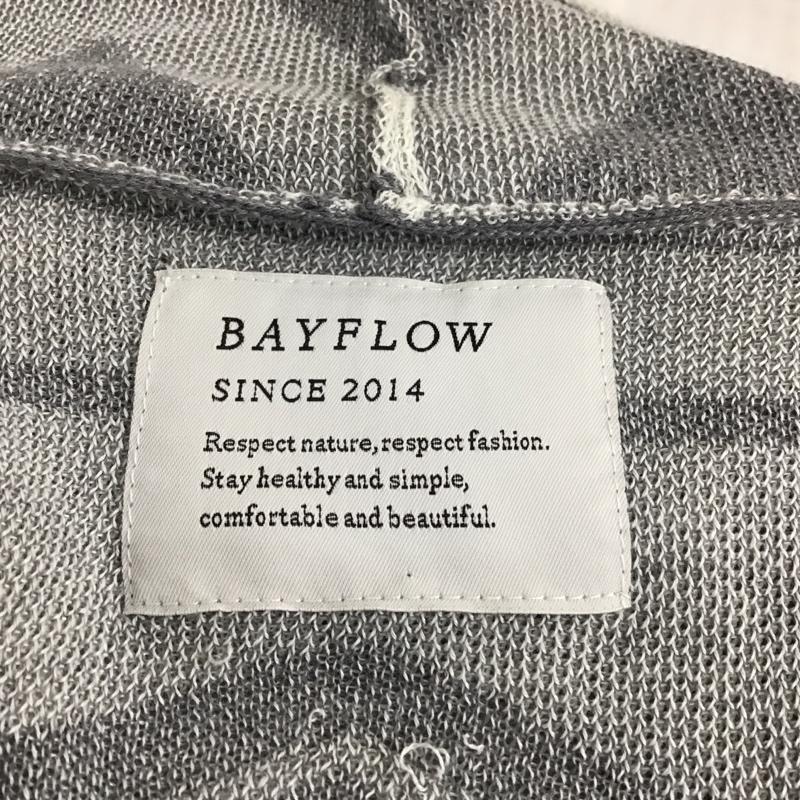 BAYFLOW
SINCE 2014
Respect nature, respect fashion.
Stay healthy and simple,
comfortable and beautiful.